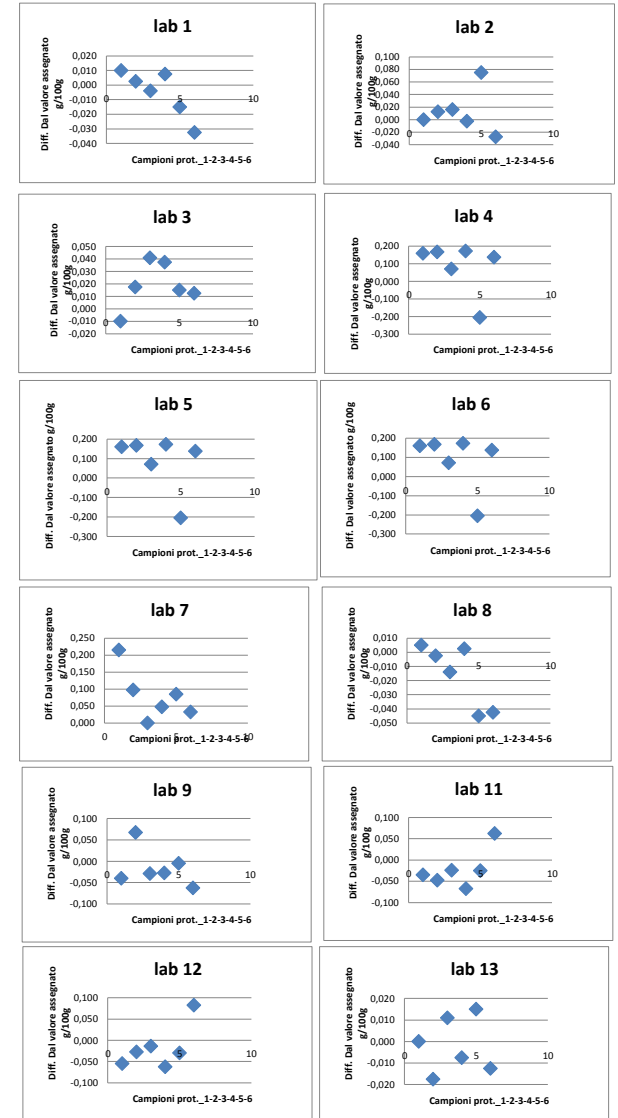 lab 1
Diff. Dal valore assegnato
g/100g
0,020
0,010
0,000
-0,010
-0,020
-0,030
-0,040
0
5
10
Campioni prot._1-2-3-4-5-6
lab 2
Diff. Dal valore assegnato
g/100g
0,100
0,080
0,060
0,040
0,020
0,000
-0,020
-0,040
0
5
10
Campioni prot._1-2-3-4-5-6
lab 3
Diff. Dal valore assegnato
g/100g
0,050
0,040
0,030
0,020
0,010
0,000
-0,010
-0,020
0
5
10
Campioni prot._1-2-3-4-5-6
lab 4
Diff. Dal valore assegnato
g/100g
0,200
0,100
0,000
-0,100
-0,200
-0,300
0
5
10
Campioni prot._1-2-3-4-5-6
lab 5
Diff. Dal valore assegnato g/100g
0,200
0,100
0,000
-0,100
-0,200
-0,300
0
5
10
Campioni prot._1-2-3-4-5-6
lab 6
Diff. Dal valore assegnato g/100g
0,200
0,100
0,000
-0,100
-0,200
-0,300
0
5
10
Campioni prot._1-2-3-4-5-6
lab 7
Diff. Dal valore assegnato
g/100g
0,250
0,200
0,150
0,100
0,050
0,000
0
5
10
Campioni prot._1-2-3-4-5-6
lab 8
Diff. Dal valore assegnato
g/100g
0,010
0,000
-0,010
-0,020
-0,030
-0,040
-0,050
0
5
10
Campioni prot._1-2-3-4-5-6
lab 9
Diff. Dal valore assegnato
g/100g
0,100
0,050
0,000
-0,050
-0,100
0
5
10
Campioni prot._1-2-3-4-5-6
lab 11
Diff. Dal valore assegnato
g/100g
0,100
0,050
0,000
-0,050
-0,100
0
5
10
Campioni prot._1-2-3-4-5-6
lab 12
Diff. Dal valore assegnato
g/100g
0,100
0,050
0,000
-0,050
-0,100
0
5
10
Campioni prot._1-2-3-4-5-6
lab 13
Diff. Dal valore assegnato
g/100g
0,020
0,010
0,000
-0,010
-0,020
0
5
10
Campioni prot._1-2-3-4-5-6